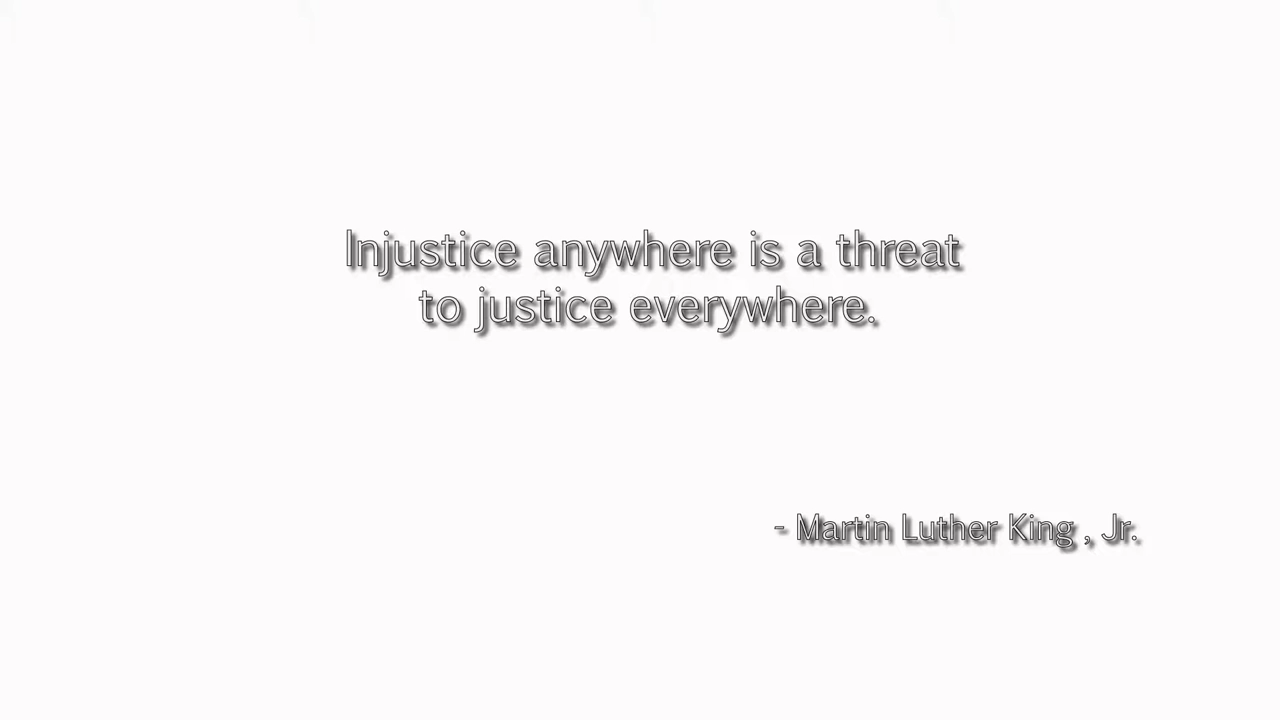 Injustice anywhere is a threat
to justice everywhere.
- Martin Luther King , Jr.